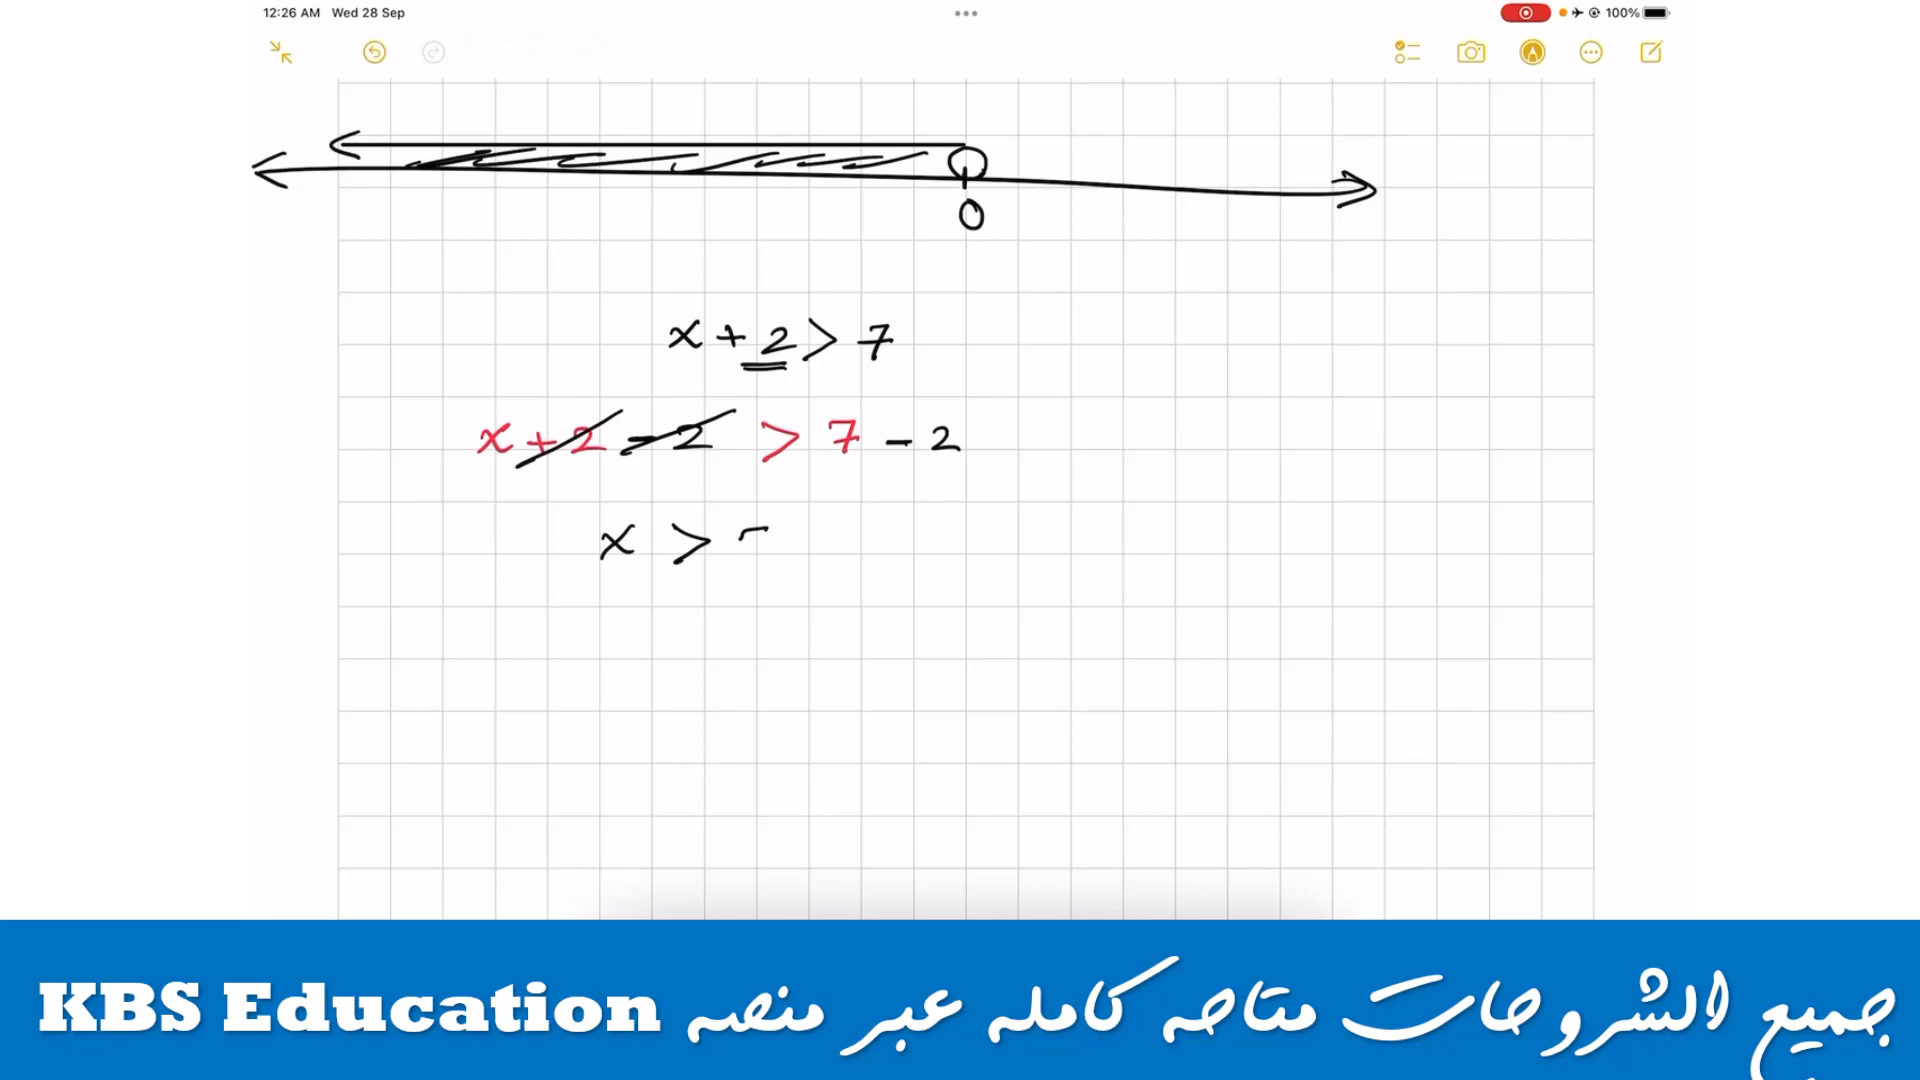 12:26 AM Wed 28 Sep
100%
0
x + 2 > 7
x + 2 - 2 > 7 - 2
x >
جميع الشروحات متاحه كامله عبر منصه KBS Education